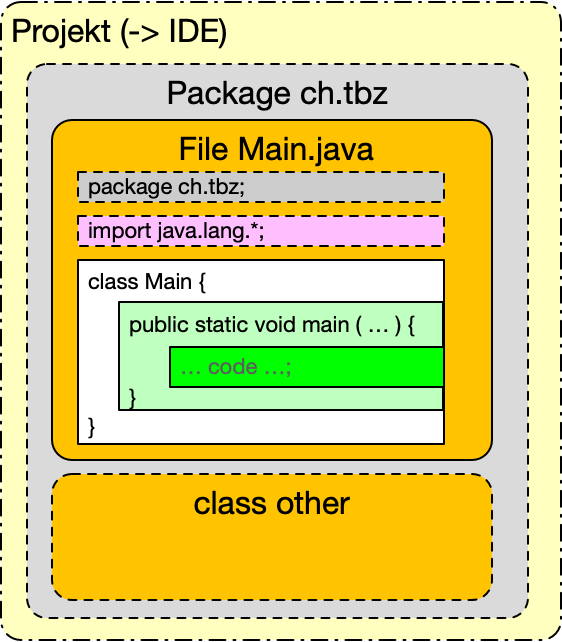 Projekt (-> IDE)
Package ch.tbz
File Main.java
package ch.tbz;
import java.lang.*;
class Main {
public static void main ( … ) {
… code …;
}
}
class other